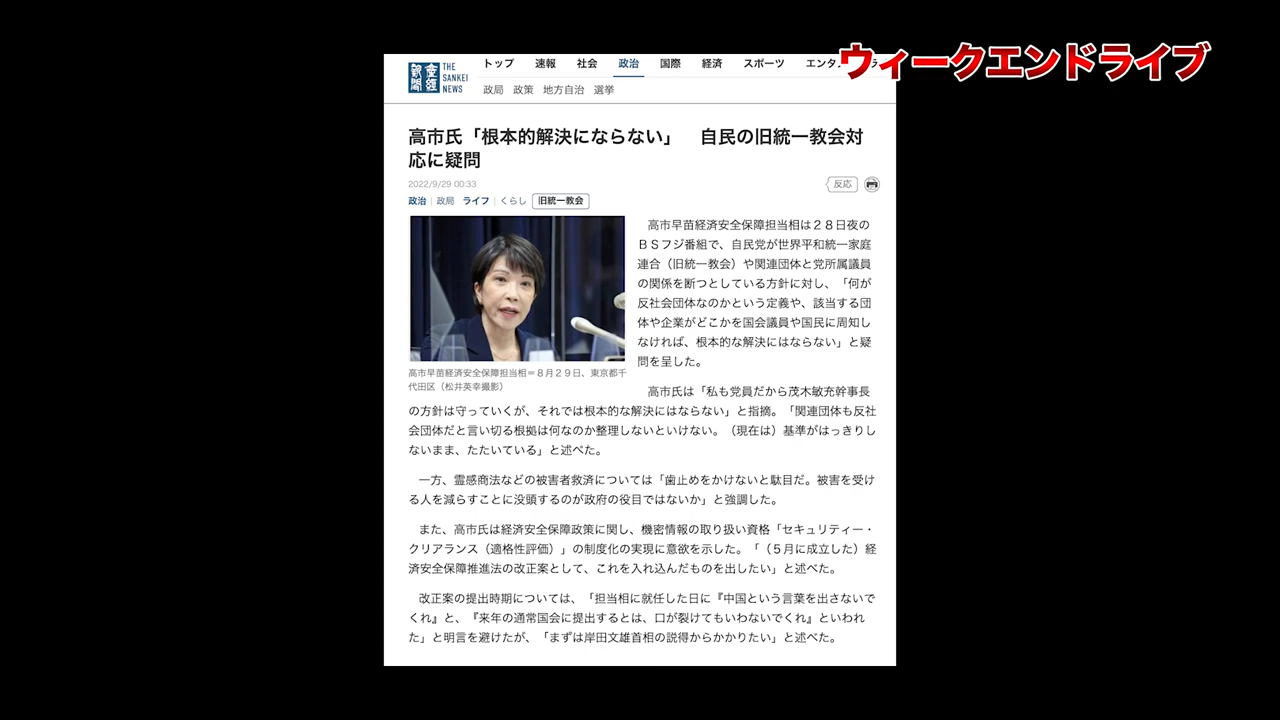 ウィークエンドライブ
産経新聞
THE
SANKEI
NEWS
トップ 速報 社会 政治 国際 経済 スポーツ エンタ
政局 政策 地方自治 選挙
高市氏「根本的解決にならない」　自民の旧統一教会対
応に疑問
2022/9/29 00:33
反応
政治 | 政局 ライフ | くらし 旧統一教会
高市早苗経済安全保障担当相は２８日夜の
ＢＳフジ番組で、自民党が世界平和統一家庭
連合（旧統一教会）や関連団体と党所属議員
の関係を断つとしている方針に対し、「何が
反社会団体なのかという定義や、該当する団
体や企業がどこかを国会議員や国民に周知し
なければ、根本的な解決にはならない」と疑
問を呈した。
高市早苗経済安全保障担当相＝８月２９日、東京都千
代田区（松井英幸撮影）
高市氏は「私も党員だから茂木敏充幹事長
の方針は守っていくが、それでは根本的な解決にはならない」と指摘。「関連団体も反社
会団体だと言い切る根拠は何なのか整理しないといけない。（現在は）基準がはっきりし
ないまま、たたいている」と述べた。
一方、霊感商法などの被害者救済については「歯止めをかけないと駄目だ。被害を受け
る人を減らすことに没頭するのが政府の役目ではないか」と強調した。
また、高市氏は経済安全保障政策に関し、機密情報の取り扱い資格「セキュリティー・
クリアランス（適格性評価）」の制度化の実現に意欲を示した。「（５月に成立した）経
済安全保障推進法の改正案として、これを入れ込んだものを出したい」と述べた。
改正案の提出時期については、「担当相に就任した日に『中国という言葉を出さないで
くれ』と、『来年の通常国会に提出するとは、口が裂けてもいわないでくれ』といわれ
た」と明言を避けたが、「まずは岸田文雄首相の説得からかかりたい」と述べた。